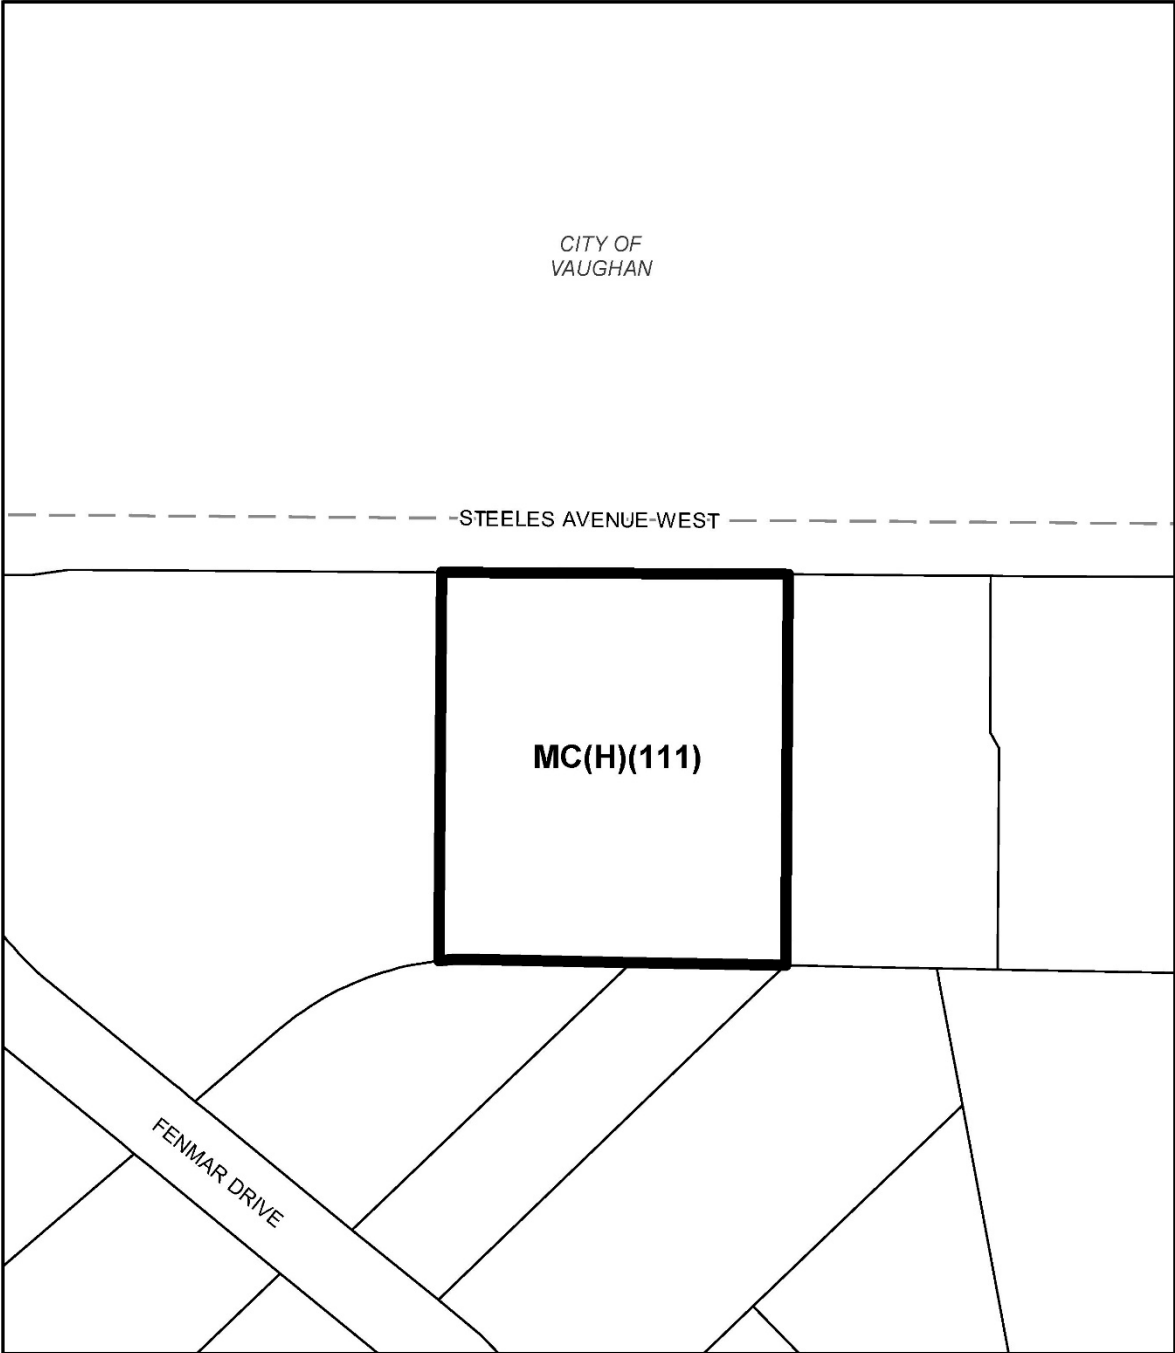 CITY OF
VAUGHAN
STEELES AVENUE WEST
MC(H)(111)
FENMAR DRIVE